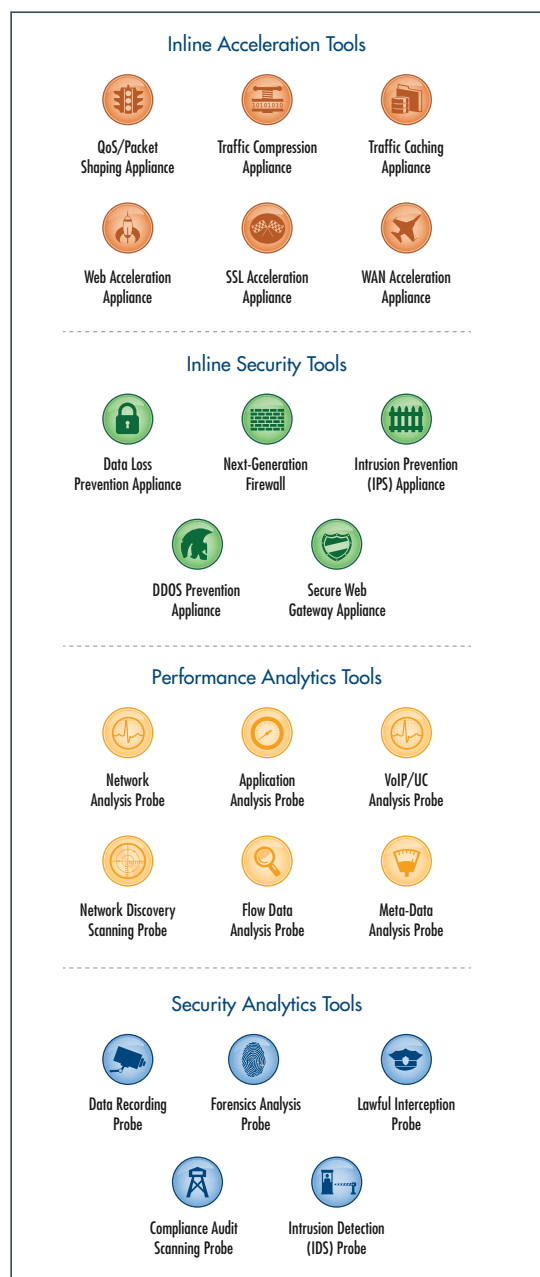 Inline Acceleration Tools
QoS/Packet
Shaping Appliance
Traffic Compression
Appliance
Traffic Caching
Appliance
1010101010
Web Acceleration
Appliance
SSL Acceleration
Appliance
WAN Acceleration
Appliance
Inline Security Tools
Data Loss
Prevention Appliance
Next-Generation
Firewall
Intrusion Prevention
(IPS) Appliance
DDOS Prevention
Appliance
Secure Web
Gateway Appliance
Performance Analytics Tools
Network
Analysis Probe
Application
Analysis Probe
VoIP/UC
Analysis Probe
Network Discovery
Scanning Probe
Flow Data
Analysis Probe
Meta-Data
Analysis Probe
Security Analytics Tools
Data Recording
Probe
Forensics Analysis
Probe
Lawful Interception
Probe
Compliance Audit
Scanning Probe
Intrusion Detection
(IDS) Probe